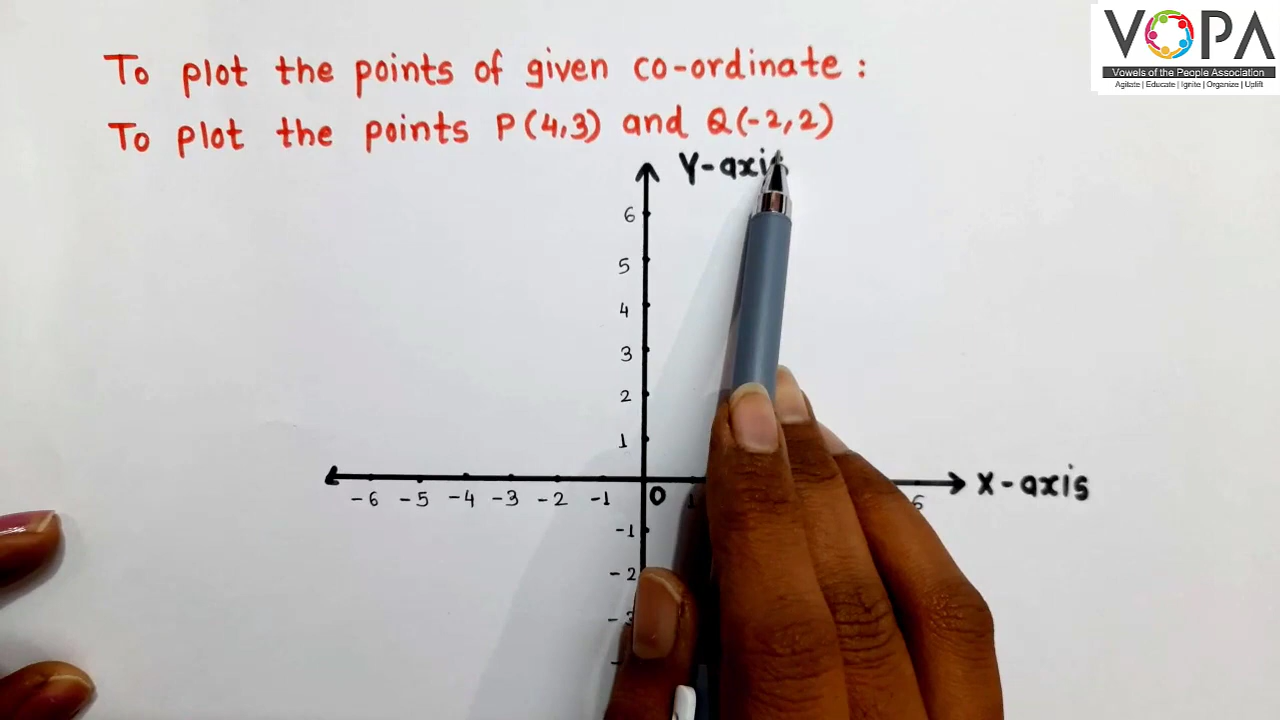 VOPA
Vowels of the People Association
Agitate | Educate | Ignite | Organize | Uplift
To plot the points of given co-ordinate :
To plot the points P(4,3) and Q(-2,2)
6
5
4
3
2
1
-6 -5 -4 -3 -2 -1 0 1 6 X-axis
-1
-2